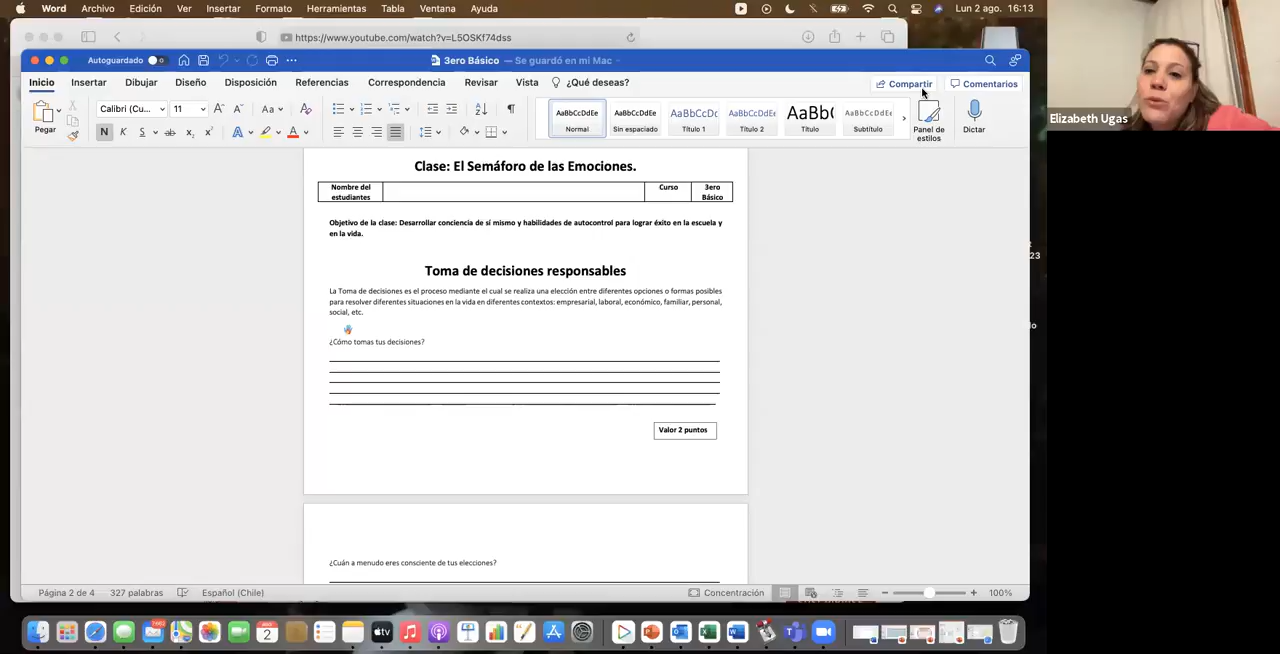 Word Archivo Edición Ver Insertar Formato Herramientas Tabla Ventana Ayuda Lun 2 ago. 16:13
https://www.youtube.com/watch?v=L5OSKf74dss
Autoguardado 3ero Básico — Se guardó en mi Mac
Inicio Insertar Dibujar Diseño Disposición Referencias Correspondencia Revisar Vista ¿Qué deseas? Compartir Comentarios
Pegar Calibri (Cu... 11 Aa
N K S ab x x A A
AaBbCcDdEe AaBbCcDdEe AaBbCcDc AaBbCcDdEe AaBb( AaBbCcDdEe
Normal Sin espaciado Título 1 Título 2 Título Subtítulo
Panel de estilos
Dictar
Elizabeth Ugas
Clase: El Semáforo de las Emociones.
Nombre del estudiantes Curso 3ero Básico
Objetivo de la clase: Desarrollar conciencia de sí mismo y habilidades de autocontrol para lograr éxito en la escuela y
en la vida.
Toma de decisiones responsables
La Toma de decisiones es el proceso mediante el cual se realiza una elección entre diferentes opciones o formas posibles
para resolver diferentes situaciones en la vida en diferentes contextos: empresarial, laboral, económico, familiar, personal,
social, etc.
¿Cómo tomas tus decisiones?
Valor 2 puntos
¿Cuán a menudo eres consciente de tus elecciones?
Página 2 de 4 327 palabras Español (Chile) Concentración 100%
AGO 2 tv